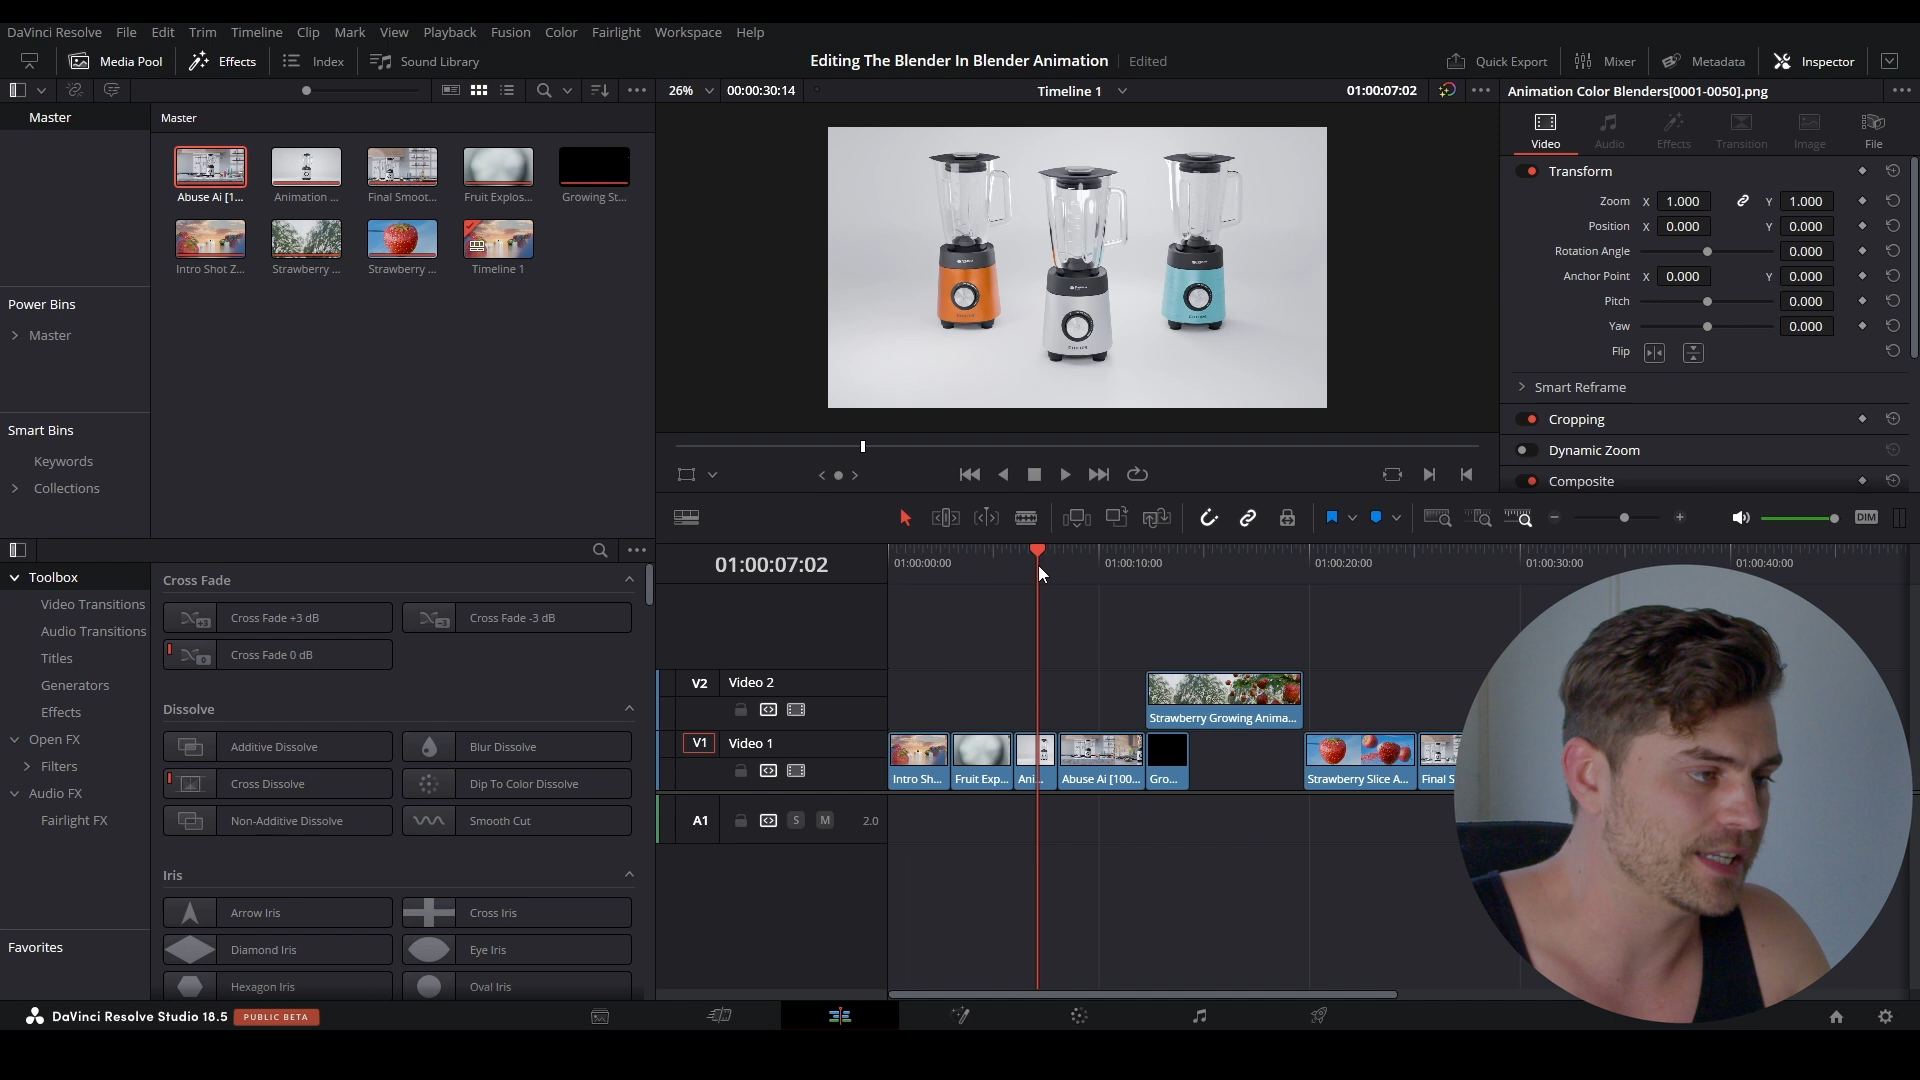 DaVinci Resolve File Edit Trim Timeline Clip Mark View Playback Fusion Color Fairlight Workspace Help
Media Pool Effects Index Sound Library Editing The Blender In Blender Animation Edited Quick Export Mixer Metadata Inspector
26% 00:00:30:14 Timeline 1 01:00:07:02 Animation Color Blenders[0001-0050].png
Master
Master
Abuse Ai [1...
Animation ...
Final Smoot...
Fruit Explos...
Growing St...
Intro Shot Z...
Strawberry ...
Strawberry ...
Timeline 1
Power Bins
Master
Smart Bins
Keywords
Collections
Video Audio Effects Transition Image File
Transform
Zoom X 1.000 Y 1.000
Position X 0.000 Y 0.000
Rotation Angle 0.000
Anchor Point X 0.000 Y 0.000
Pitch 0.000
Yaw 0.000
Flip
Smart Reframe
Cropping
Dynamic Zoom
Composite
DIM
Toolbox
Video Transitions
Audio Transitions
Titles
Generators
Effects
Open FX
Filters
Audio FX
Fairlight FX
Favorites
Cross Fade
Cross Fade +3 dB
Cross Fade -3 dB
Cross Fade 0 dB
Dissolve
Additive Dissolve
Blur Dissolve
Cross Dissolve
Dip To Color Dissolve
Non-Additive Dissolve
Smooth Cut
Iris
Arrow Iris
Cross Iris
Diamond Iris
Eye Iris
Hexagon Iris
Oval Iris
01:00:07:02
01:00:00:00 01:00:10:00 01:00:20:00 01:00:30:00 01:00:40:00
V2 Video 2
Strawberry Growing Anima...
V1 Video 1
Intro Sh... Fruit Exp... Ani... Abuse Ai [100... Gro... Strawberry Slice A... Final S
A1 S M 2.0
DaVinci Resolve Studio 18.5 PUBLIC BETA